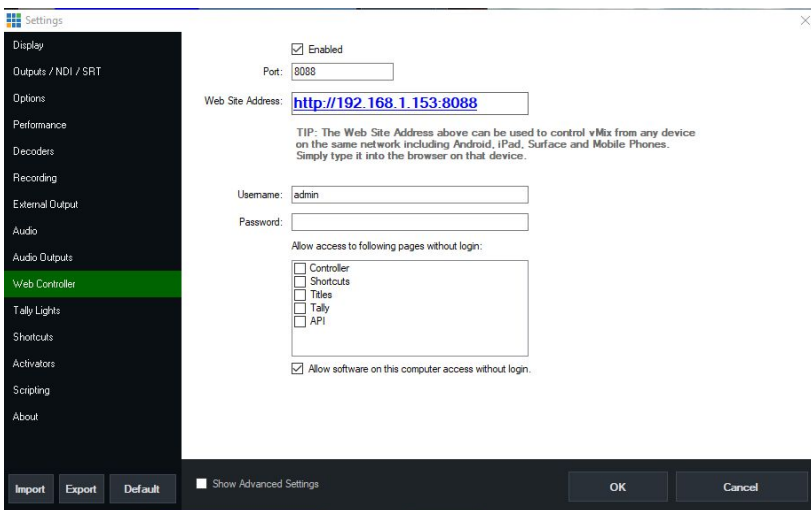 Settings
Display
Outputs / NDI / SRT
Options
Performance
Decoders
Recording
External Output
Audio
Audio Outputs
Web Controller
Tally Lights
Shortcuts
Activators
Scripting
About
Import Export Default
Enabled
Port: 8088
Web Site Address: http://192.168.1.153:8088
TIP: The Web Site Address above can be used to control vMix from any device
on the same network including Android, iPad, Surface and Mobile Phones.
Simply type it into the browser on that device.
Username: admin
Password:
Allow access to following pages without login:
Controller
Shortcuts
Titles
Tally
API
Allow software on this computer access without login.
Show Advanced Settings
OK Cancel